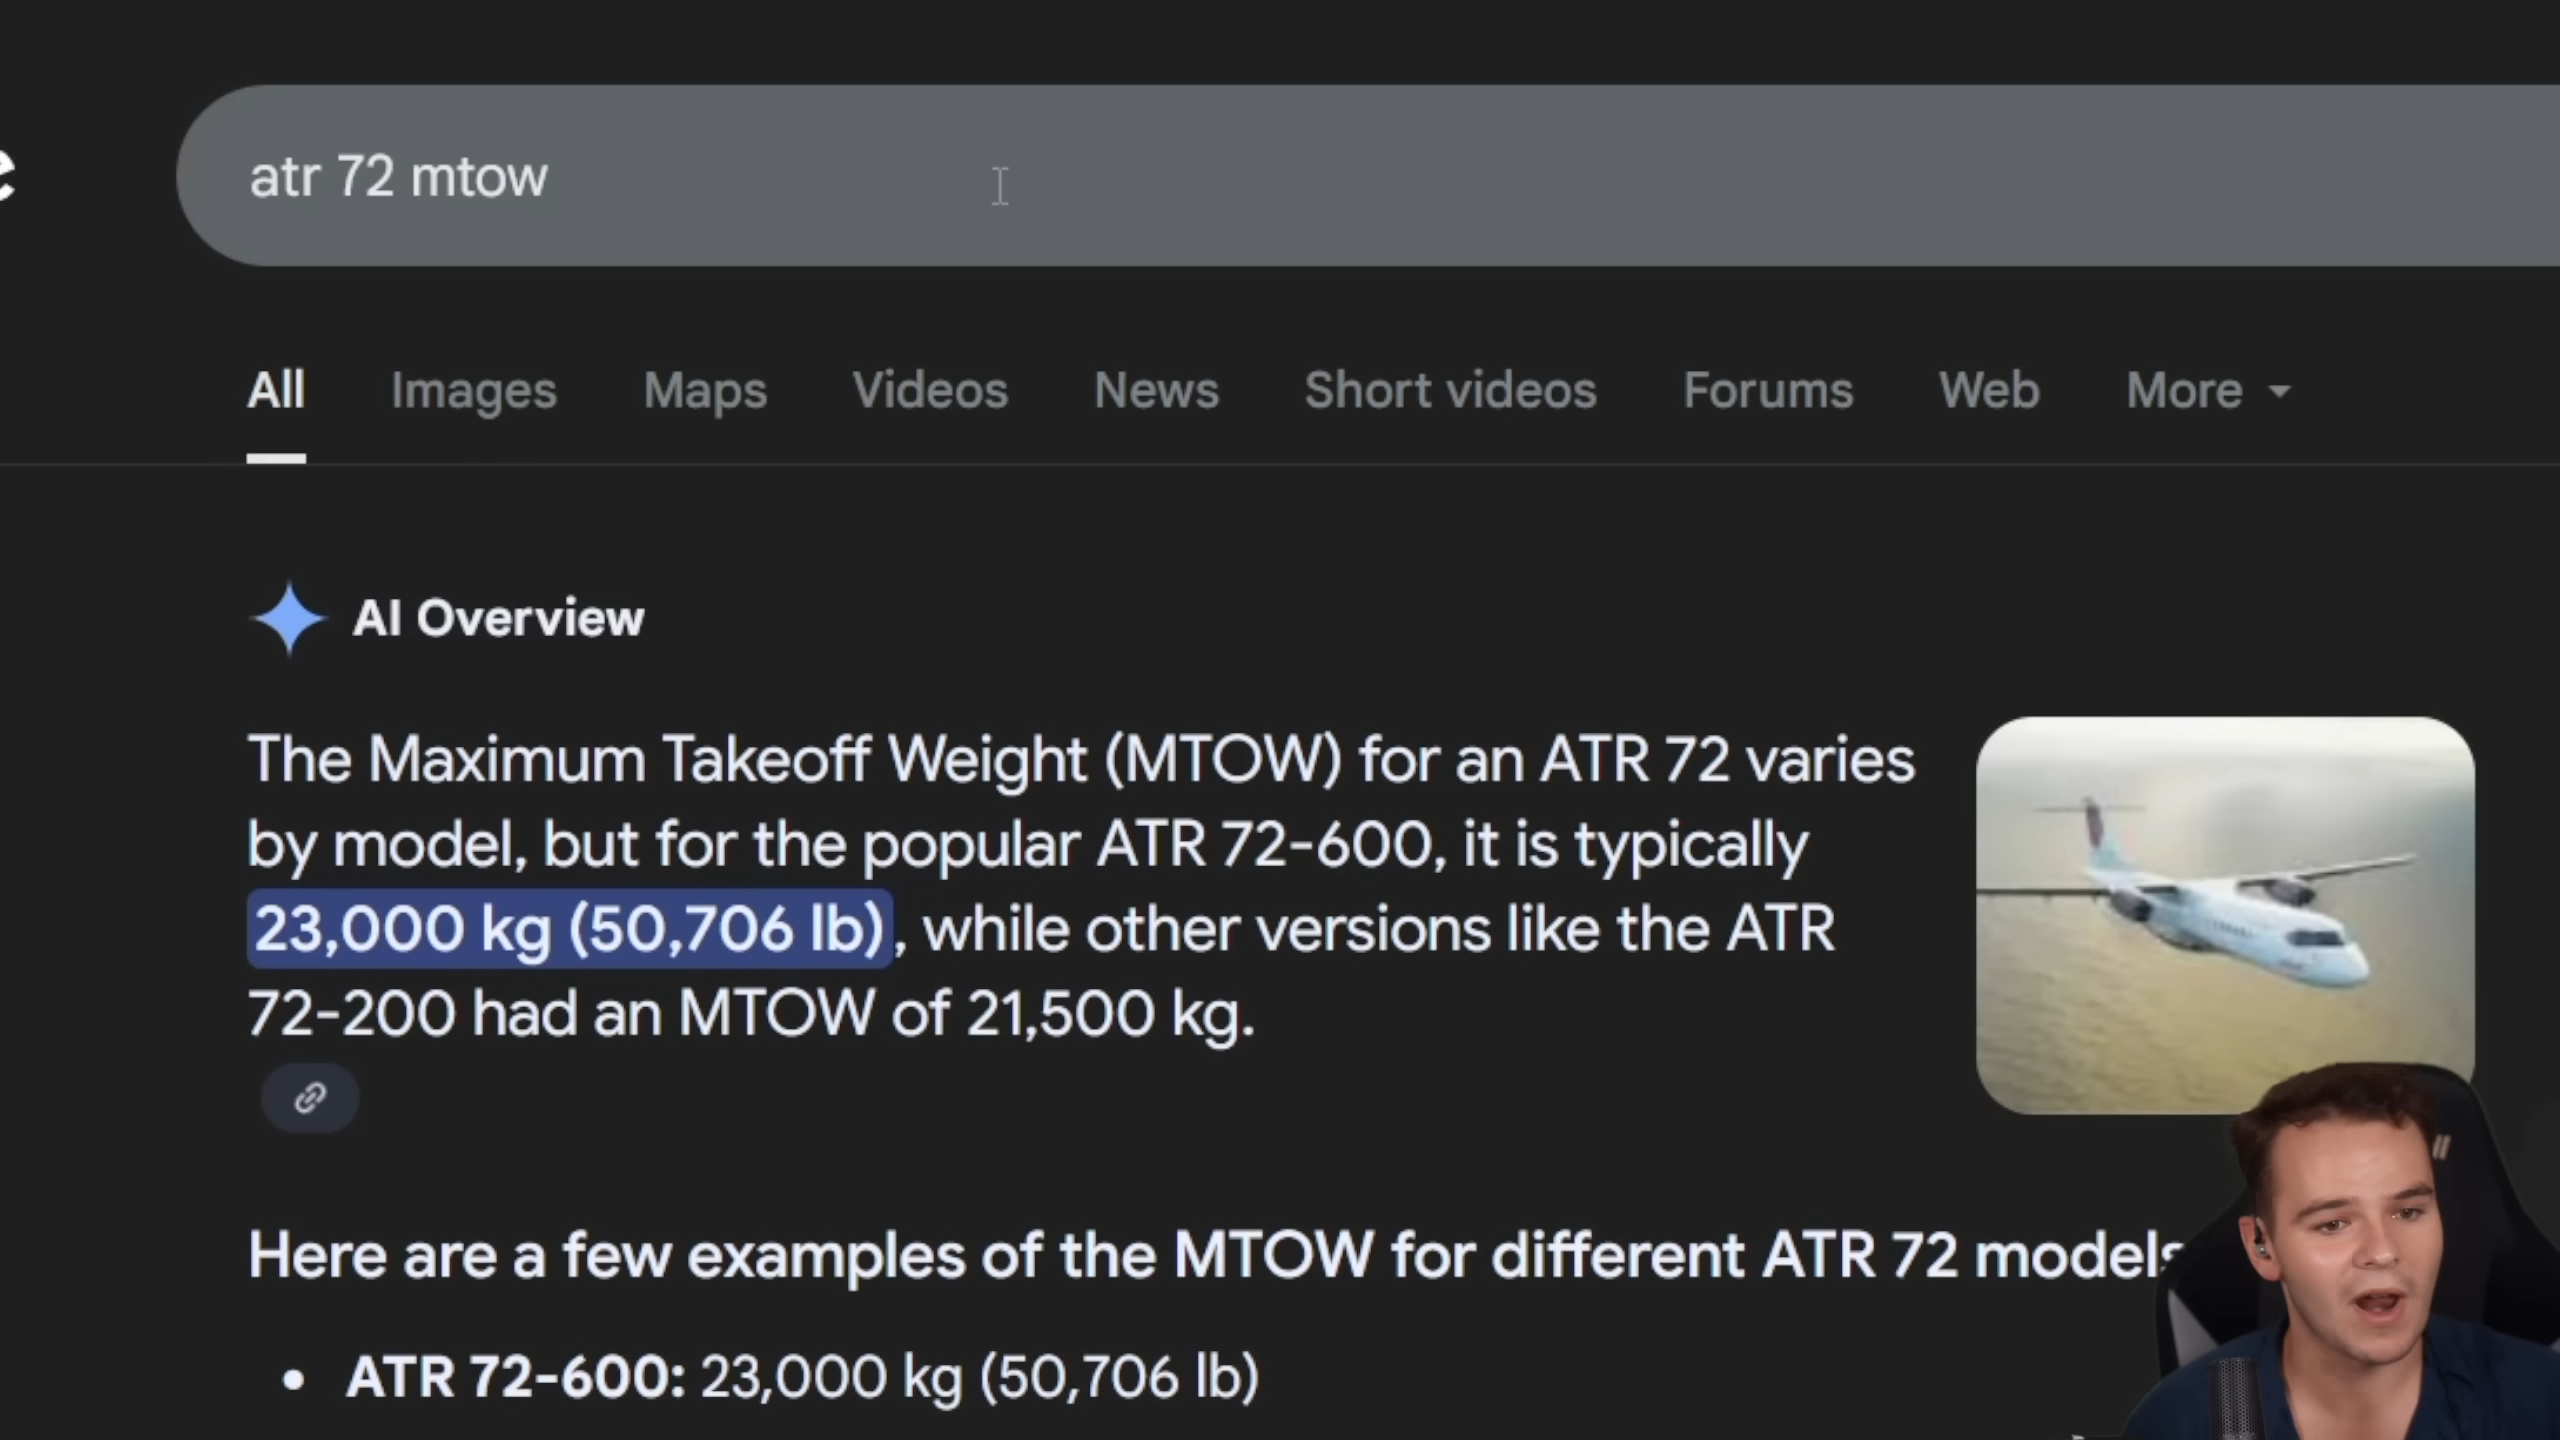 e
atr 72 mtow
All Images Maps Videos News Short videos Forums Web More
AI Overview
The Maximum Takeoff Weight (MTOW) for an ATR 72 varies
by model, but for the popular ATR 72-600, it is typically
23,000 kg (50,706 lb), while other versions like the ATR
72-200 had an MTOW of 21,500 kg.
Here are a few examples of the MTOW for different ATR 72 models
• ATR 72-600: 23,000 kg (50,706 lb)